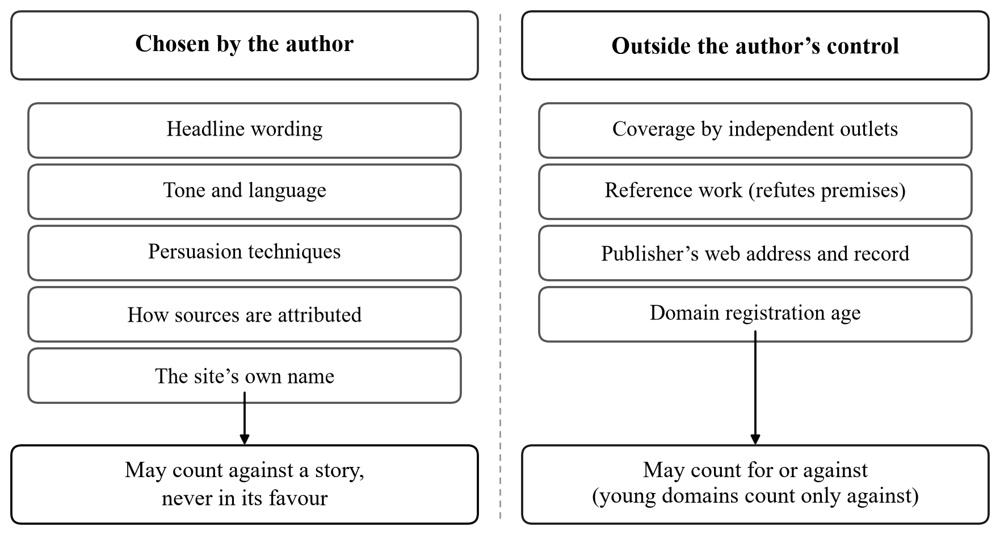 Chosen by the author
Headline wording
Tone and language
Persuasion techniques
How sources are attributed
The site’s own name
May count against a story,
never in its favour
Outside the author’s control
Coverage by independent outlets
Reference work (refutes premises)
Publisher’s web address and record
Domain registration age
May count for or against
(young domains count only against)